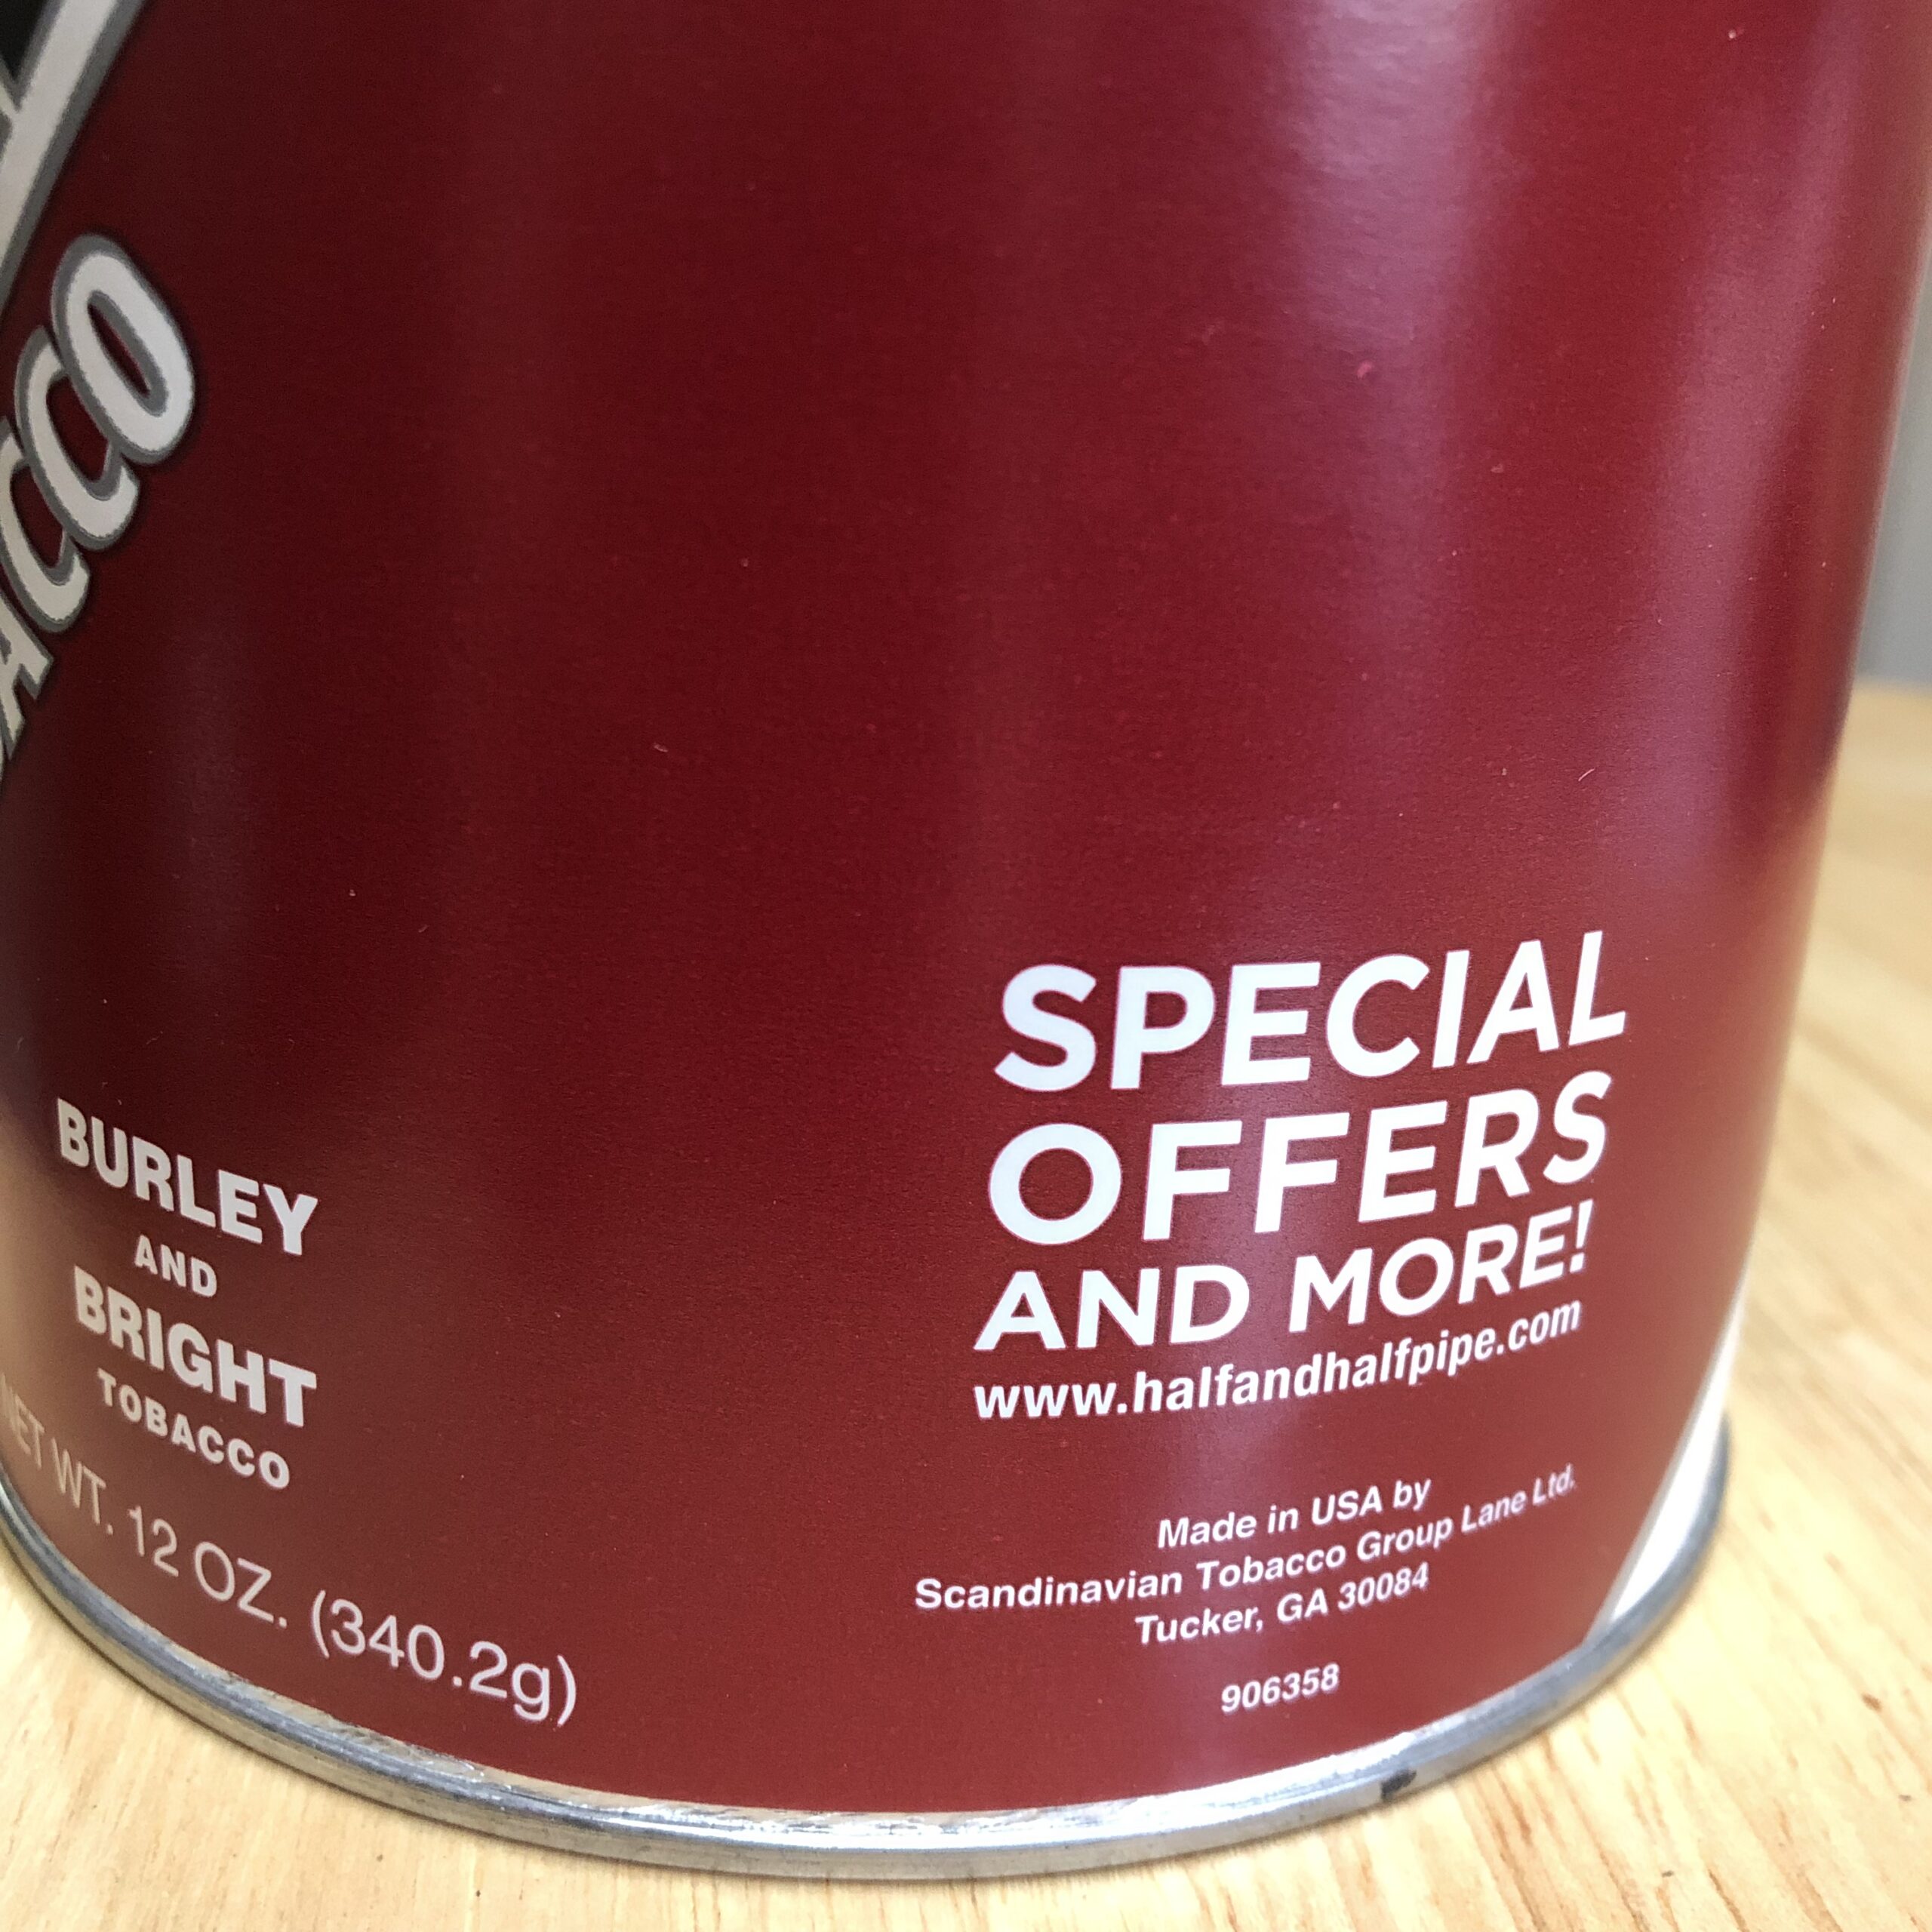 BURLEY
AND
BRIGHT
TOBACCO
NET WT. 12 OZ. (340.2g)
SPECIAL
OFFERS
AND MORE!
www.halfandhalfpipe.com
Made in USA by
Scandinavian Tobacco Group Lane Ltd.
Tucker, GA 30084
906358